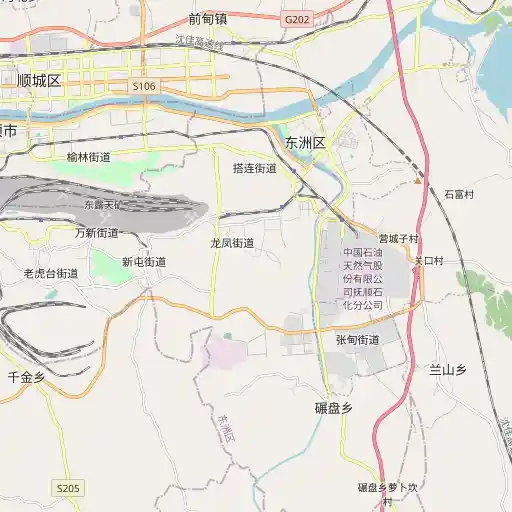 前甸镇
G202
沈佳高速线
顺城区
S106
顺市
东洲区
榆林街道
搭连街道
石富村
东露天矿
万新街道
龙凤街道
营城子村
中国石油
天然气股
份有限公
司抚顺石
化分公司
关口村
新屯街道
老虎台街道
张甸街道
兰山乡
千金乡
碾盘乡
东洲区
沈佳高
S205
碾盘乡萝卜坎
村